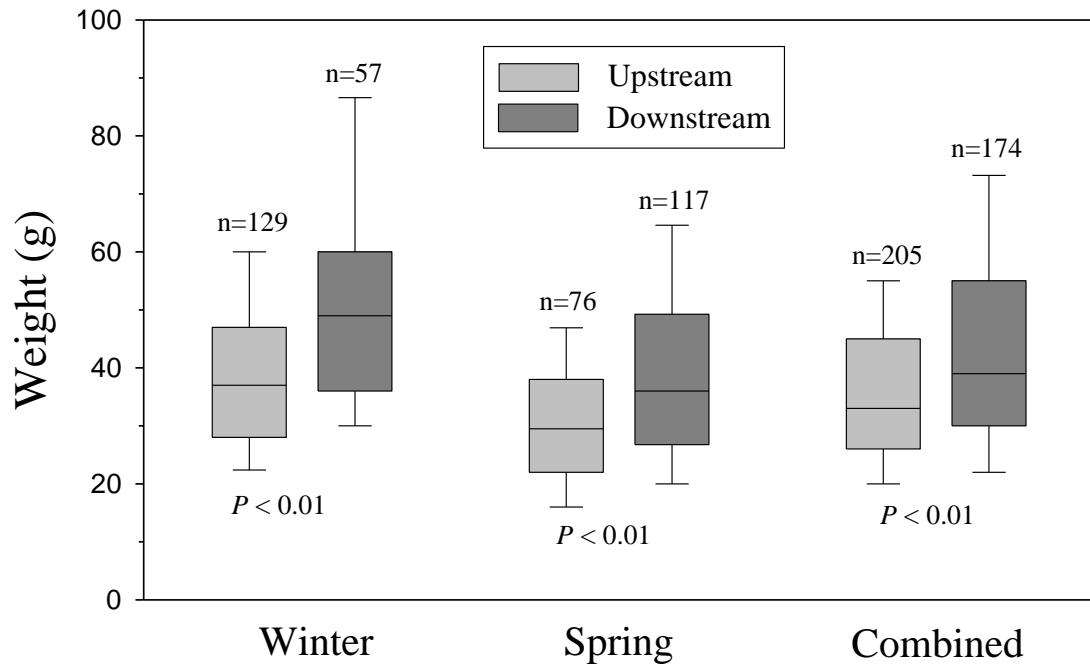 Weight (g)
100
80
60
40
20
0
Upstream
Downstream
n=129
n=57
n=76
n=117
n=205
n=174
P < 0.01
P < 0.01
P < 0.01
Winter
Spring
Combined